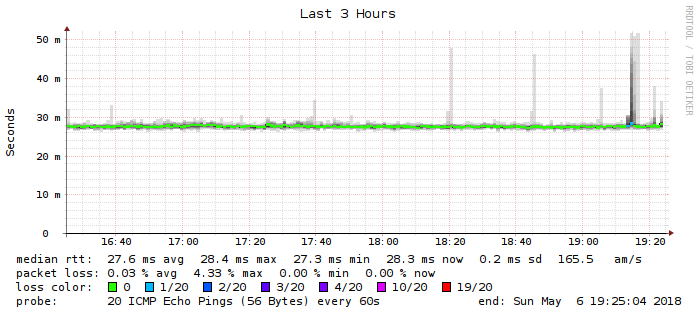 Last 3 Hours
RRDTOOL / TOBI OETIKER
Seconds
50 m
40 m
30 m
20 m
10 m
0
16:40 17:00 17:20 17:40 18:00 18:20 18:40 19:00 19:20
median rtt: 27.6 ms avg 28.4 ms max 27.3 ms min 28.3 ms now 0.2 ms sd 165.5 am/s
packet loss: 0.03 % avg 4.33 % max 0.00 % min 0.00 % now
loss color: 0 1/20 2/20 3/20 4/20 10/20 19/20
probe: 20 ICMP Echo Pings (56 Bytes) every 60s end: Sun May 6 19:25:04 2018